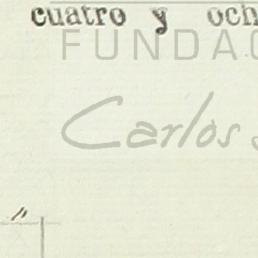 cuatro y och
FUNDAC
Carlos
"